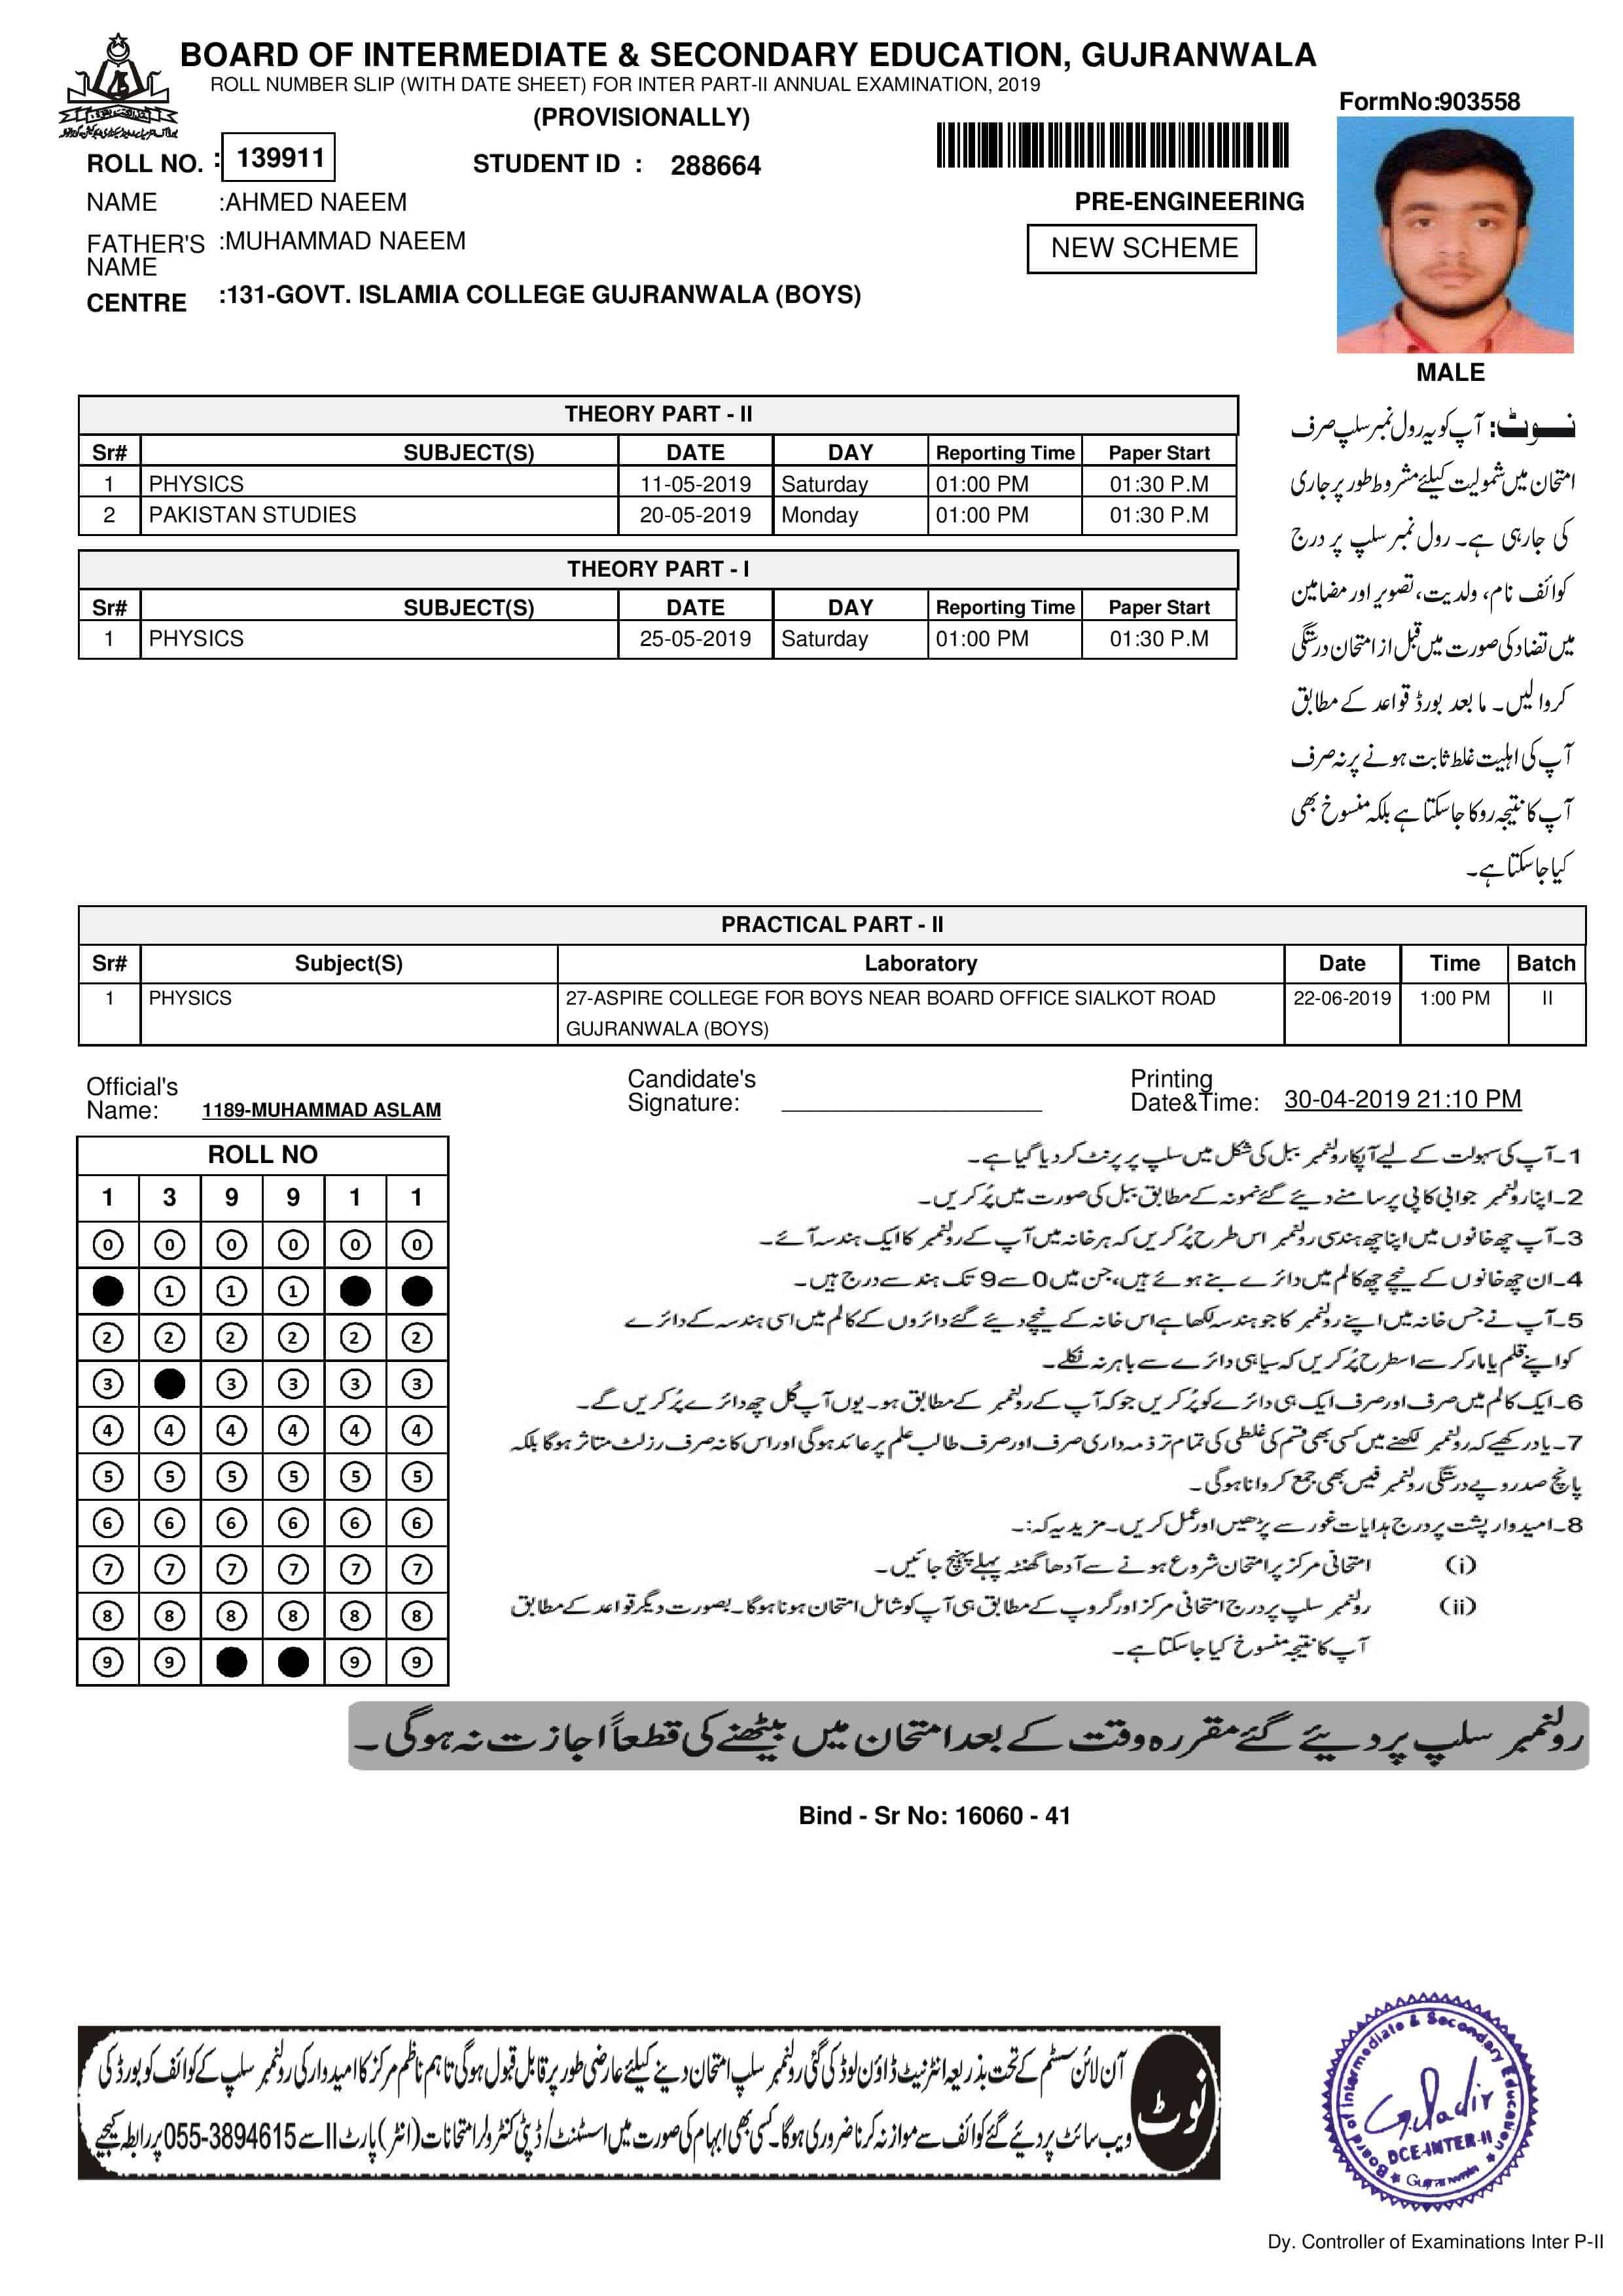 BOARD OF INTERMEDIATE & SECONDARY EDUCATION, GUJRANWALA
ROLL NUMBER SLIP (WITH DATE SHEET) FOR INTER PART-II ANNUAL EXAMINATION, 2019
(PROVISIONALLY)
FormNo:903558
ROLL NO. : 139911 STUDENT ID : 288664
NAME :AHMED NAEEM
PRE-ENGINEERING
FATHER'S NAME :MUHAMMAD NAEEM
NEW SCHEME
CENTRE :131-GOVT. ISLAMIA COLLEGE GUJRANWALA (BOYS)
MALE
THEORY PART - II
Sr# SUBJECT(S) DATE DAY Reporting Time Paper Start
1 PHYSICS 11-05-2019 Saturday 01:00 PM 01:30 P.M
2 PAKISTAN STUDIES 20-05-2019 Monday 01:00 PM 01:30 P.M
THEORY PART - I
Sr# SUBJECT(S) DATE DAY Reporting Time Paper Start
1 PHYSICS 25-05-2019 Saturday 01:00 PM 01:30 P.M
نوٹ: آپ کو یہ رول نمبر سلپ صرف
امتحان میں شمولیت کیلئے مشروط طور پر جاری
کی جارہی ہے۔ رول نمبر سلپ پر درج
کوائف نام، ولدیت، تصویر اور مضامین
میں تضاد کی صورت میں قبل از امتحان درستگی
کروا لیں۔ ما بعد بورڈ قواعد کے مطابق
آپ کی اہلیت غلط ثابت ہونے پر نہ صرف
آپ کا نتیجہ روکا جاسکتا ہے بلکہ منسوخ بھی
کیا جاسکتا ہے۔
PRACTICAL PART - II
Sr# Subject(S) Laboratory Date Time Batch
1 PHYSICS 27-ASPIRE COLLEGE FOR BOYS NEAR BOARD OFFICE SIALKOT ROAD 22-06-2019 1:00 PM II
GUJRANWALA (BOYS)
Official's Name: 1189-MUHAMMAD ASLAM
Candidate's Signature:
Printing Date&Time: 30-04-2019 21:10 PM
ROLL NO
1 3 9 9 1 1
0 0 0 0 0 0
1 1 1
2 2 2 2 2 2
3 3 3 3 3
4 4 4 4 4 4
5 5 5 5 5 5
6 6 6 6 6 6
7 7 7 7 7 7
8 8 8 8 8 8
9 9 9 9
1۔ آپ کی سہولت کے لیے آپکا رولنمبر ببل کی شکل میں سلپ پر پرنٹ کر دیا گیا ہے۔
2۔ اپنا رولنمبر جوابی کاپی پر سامنے دیئے گئے نمونہ کے مطابق ببل کی صورت میں پُر کریں۔
3۔ آپ چھ خانوں میں اپنا چھ ہندسی رولنمبر اس طرح پُر کریں کہ ہر خانہ میں آپ کے رولنمبر کا ایک ہندسہ آئے۔
4۔ ان چھ خانوں کے نیچے چھ کالم میں دائرے بنے ہوئے ہیں، جن میں 0 سے 9 تک ہندسے درج ہیں۔
5۔ آپ نے جس خانہ میں اپنے رولنمبر کا جو ہندسہ لکھا ہے اس خانہ کے نیچے دیئے گئے دائروں کے کالم میں اسی ہندسہ کے دائرے
کو اپنے قلم یا مارکر سے اسطرح پُر کریں کہ سیاہی دائرے سے باہر نہ نکلے۔
6۔ ایک کالم میں صرف اور صرف ایک ہی دائرے کو پُر کریں جو کہ آپ کے رولنمبر کے مطابق ہو۔ یوں آپ کُل چھ دائرے پُر کریں گے۔
7۔ یاد رکھیے کہ رولنمبر لکھنے میں کسی بھی قسم کی غلطی کی تمام تر ذمہ داری صرف اور صرف طالب علم پر عائد ہوگی اور اس کا نہ صرف رزلٹ متاثر ہوگا بلکہ
پانچ صد روپے درستگی رولنمبر فیس بھی جمع کروانا ہوگی۔
8۔ امیدوار پشت پر درج ہدایات غور سے پڑھیں اور عمل کریں۔ مزید یہ کہ:۔
(i) امتحانی مرکز پر امتحان شروع ہونے سے آدھا گھنٹہ پہلے پہنچ جائیں۔
(ii) رولنمبر سلپ پر درج امتحانی مرکز اور گروپ کے مطابق ہی آپ کو شامل امتحان ہونا ہوگا۔ بصورت دیگر قواعد کے مطابق
آپ کا نتیجہ منسوخ کیا جاسکتا ہے۔
رولنمبر سلپ پر دیئے گئے مقررہ وقت کے بعد امتحان میں بیٹھنے کی قطعاً اجازت نہ ہوگی۔
Bind - Sr No: 16060 - 41
نوٹ
آن لائن سسٹم کے تحت بذریعہ انٹرنیٹ ڈاؤن لوڈ کی گئی رولنمبر سلپ امتحان دینے کیلئے عارضی طور پر قابل قبول ہوگی تاہم ناظم مرکز کا امیدوار کی رولنمبر سلپ کے کوائف کو بورڈ کی
ویب سائٹ پر دیئے گئے کوائف سے موازنہ کرنا ضروری ہوگا۔ کسی بھی ابہام کی صورت میں اسسٹنٹ/ڈپٹی کنٹرولر امتحانات (انٹر) پارٹ II سے 055-3894615 پر رابطہ کیجیے
Board of Intermediate & Secondary Education
DCE-INTER-II
Gujranwala
Dy. Controller of Examinations Inter P-II